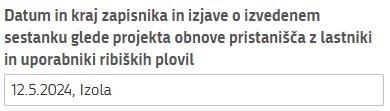 Datum in kraj zapisnika in izjave o izvedenem
sestanku glede projekta obnove pristanišča z lastniki
in uporabniki ribiških plovil
12.5.2024, Izola